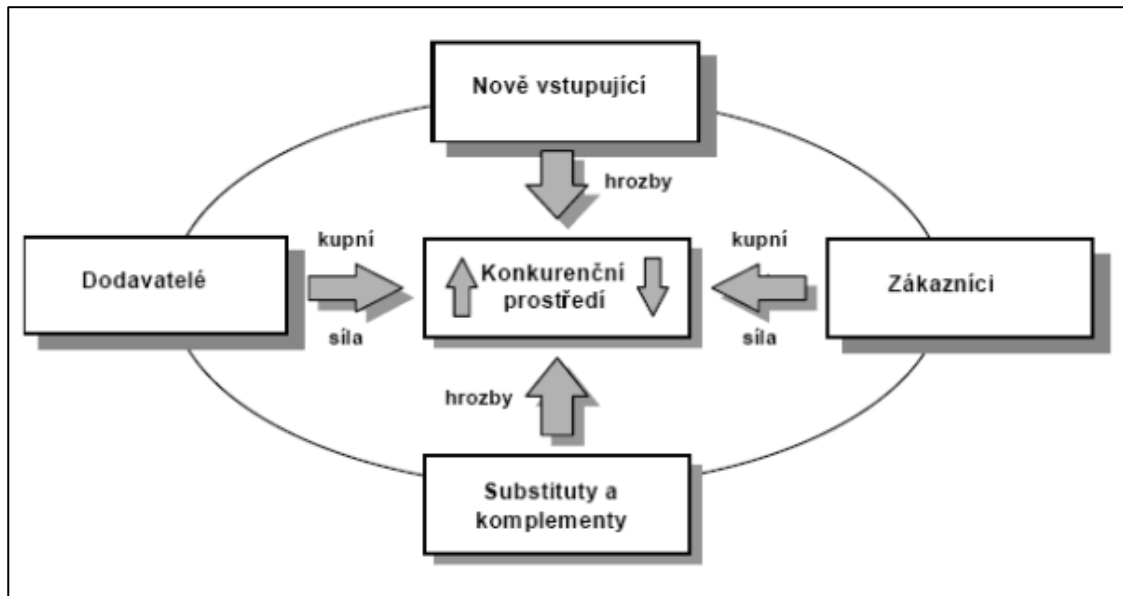 Nově vstupující
hrozby
Dodavatelé
kupní
síla
Konkurenční
prostředí
kupní
síla
Zákazníci
hrozby
Substituty a
komplementy